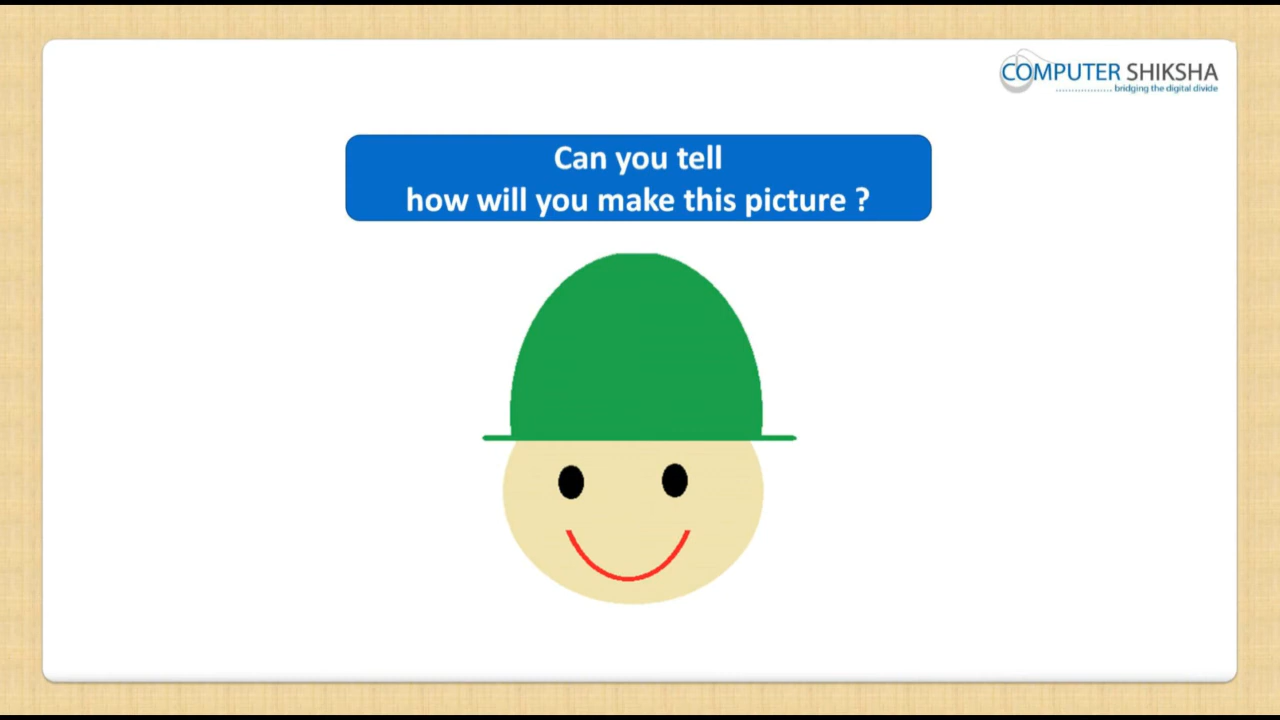 COMPUTER SHIKSHA
bridging the digital divide
Can you tell
how will you make this picture ?